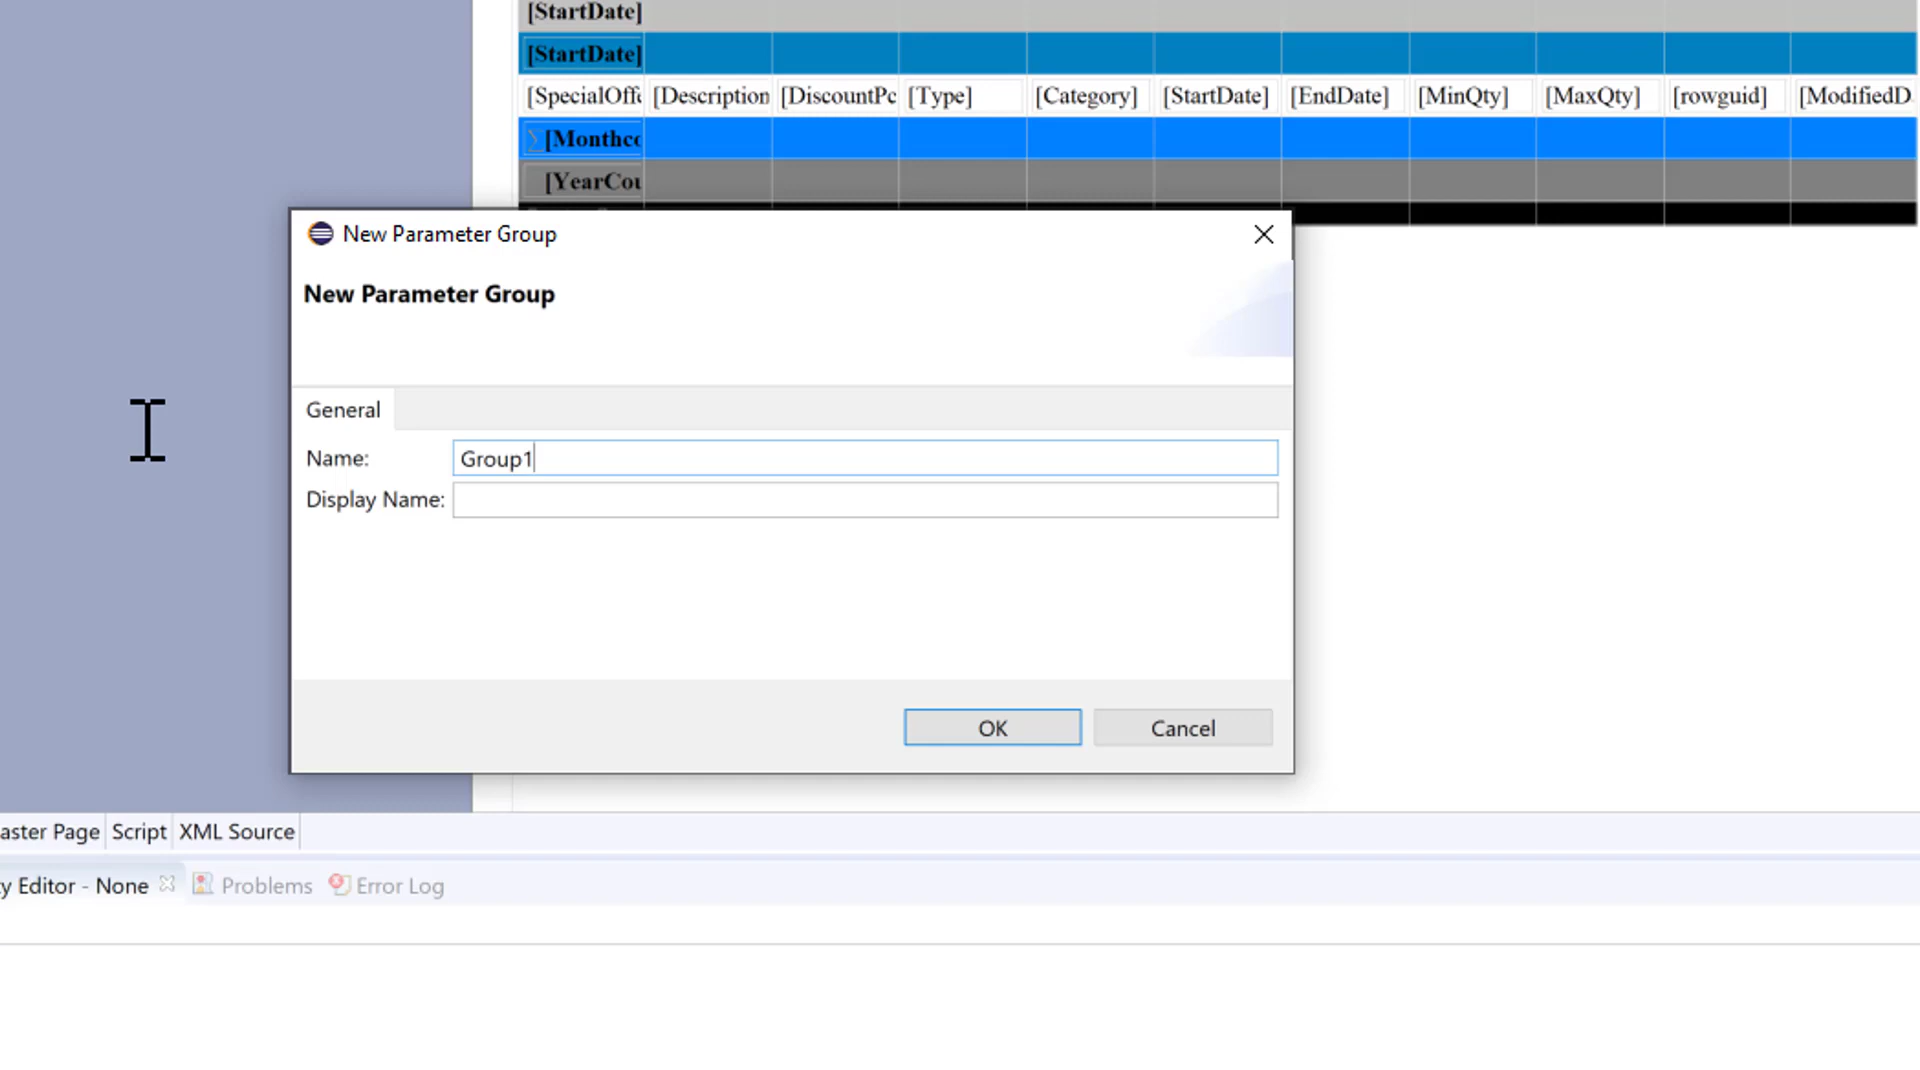 [StartDate]
[StartDate]
[SpecialOff [Description [DiscountPc [Type] [Category] [StartDate] [EndDate] [MinQty] [MaxQty] [rowguid] [ModifiedD
∑[Monthco
[YearCou
New Parameter Group
New Parameter Group
General
Name: Group1
Display Name:
OK Cancel
aster Page Script XML Source
y Editor - None Problems Error Log